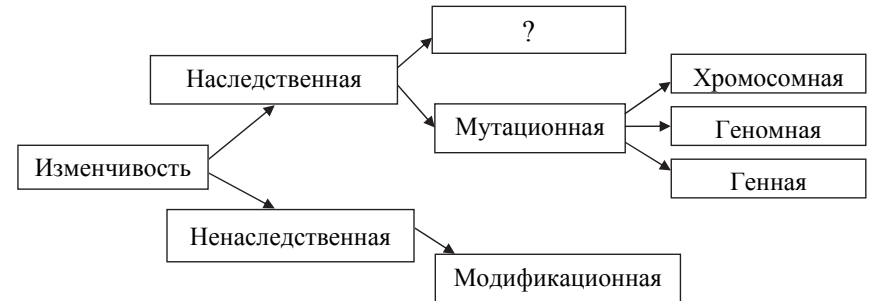 ?
Наследственная
Хромосомная
Мутационная
Геномная
Изменчивость
Генная
Ненаследственная
Модификационная